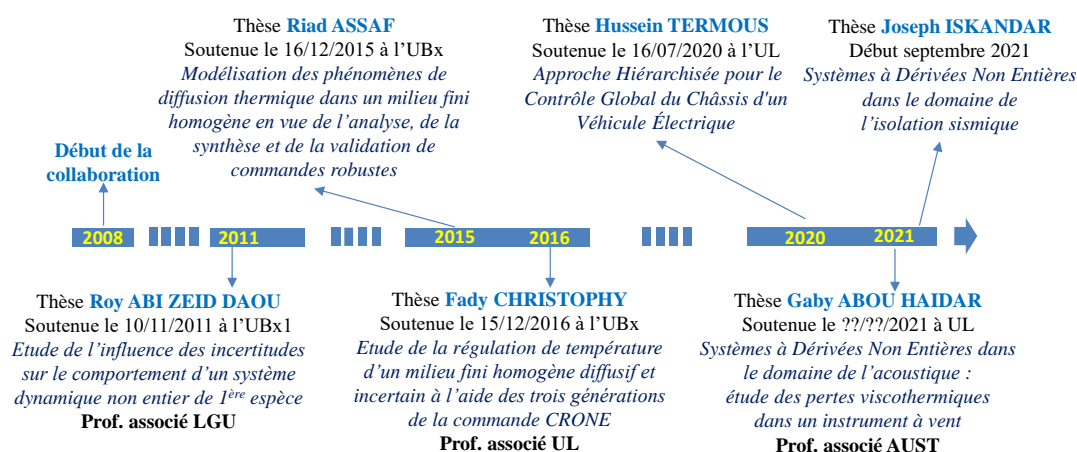 Thèse Riad ASSAF
Soutenue le 16/12/2015 à l'UBx
Modélisation des phénomènes de
diffusion thermique dans un milieu fini
homogène en vue de l'analyse, de la
synthèse et de la validation de
commandes robustes
Thèse Hussein TERMOUS
Soutenue le 16/07/2020 à l'UL
Approche Hiérarchisée pour le
Contrôle Global du Châssis d'un
Véhicule Électrique
Thèse Joseph ISKANDAR
Début septembre 2021
Systèmes à Dérivées Non Entières
dans le domaine de
l'isolation sismique
Début de la
collaboration
2008
2011
2015
2016
2020
2021
Thèse Roy ABI ZEID DAOU
Soutenue le 10/11/2011 à l'UBx1
Etude de l'influence des incertitudes
sur le comportement d'un système
dynamique non entier de 1ère espèce
Prof. associé LGU
Thèse Fady CHRISTOPHY
Soutenue le 15/12/2016 à l'UBx
Etude de la régulation de température
d'un milieu fini homogène diffusif et
incertain à l'aide des trois générations
de la commande CRONE
Prof. associé UL
Thèse Gaby ABOU HAIDAR
Soutenue le ??/??/2021 à UL
Systèmes à Dérivées Non Entières dans
le domaine de l'acoustique :
étude des pertes viscothermiques
dans un instrument à vent
Prof. associé AUST